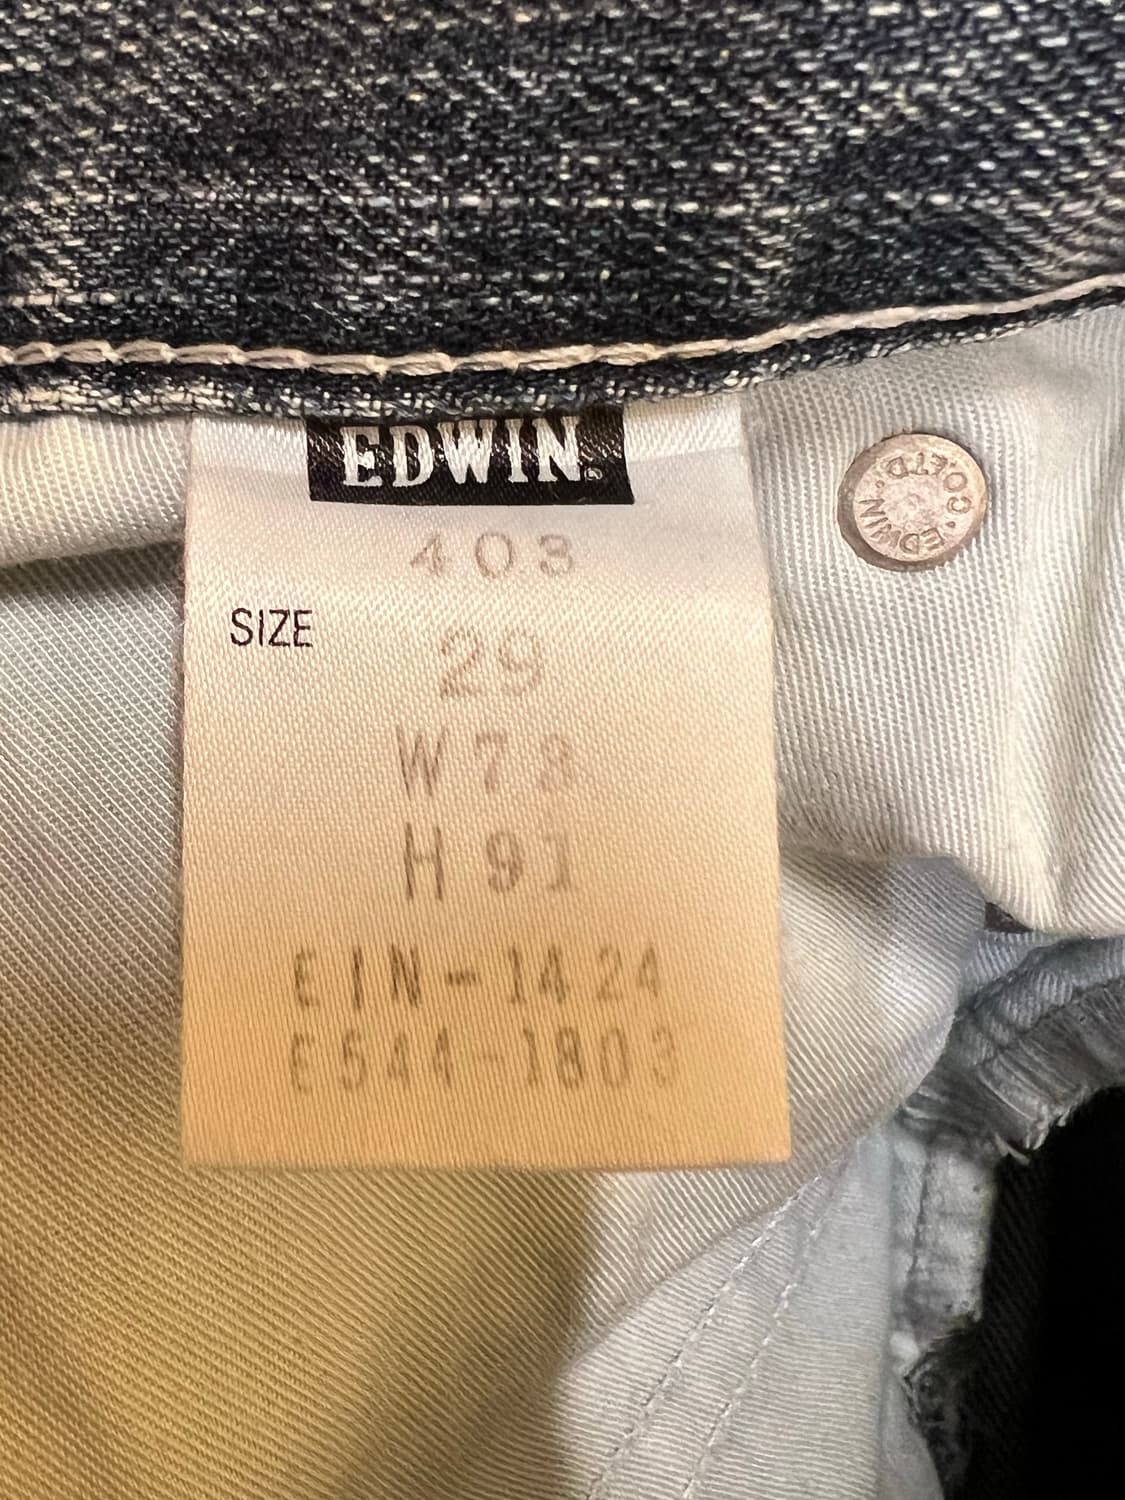 EDWIN.
403
SIZE 29
W78
H91
EIN-1424
E544-1803
EDWIN CO.LTD.